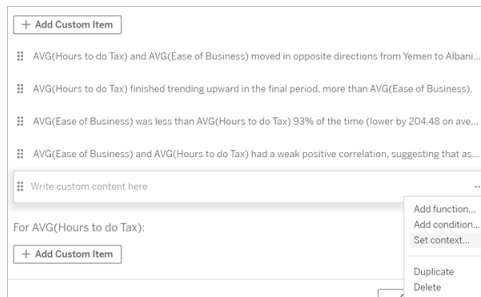 + Add Custom Item
AVG(Hours to do Tax) and AVG(Ease of Business) moved in opposite directions from Yemen to Albani...
AVG(Hours to do Tax) finished trending upward in the final period, more than AVG(Ease of Business).
AVG(Ease of Business) was less than AVG(Hours to do Tax) 93% of the time (lower by 204.48 on ave...
AVG(Ease of Business) and AVG(Hours to do Tax) had a weak positive correlation, suggesting that as...
Write custom content here
Add function...
Add condition...
Set context...
For AVG(Hours to do Tax):
+ Add Custom Item
Duplicate
Delete